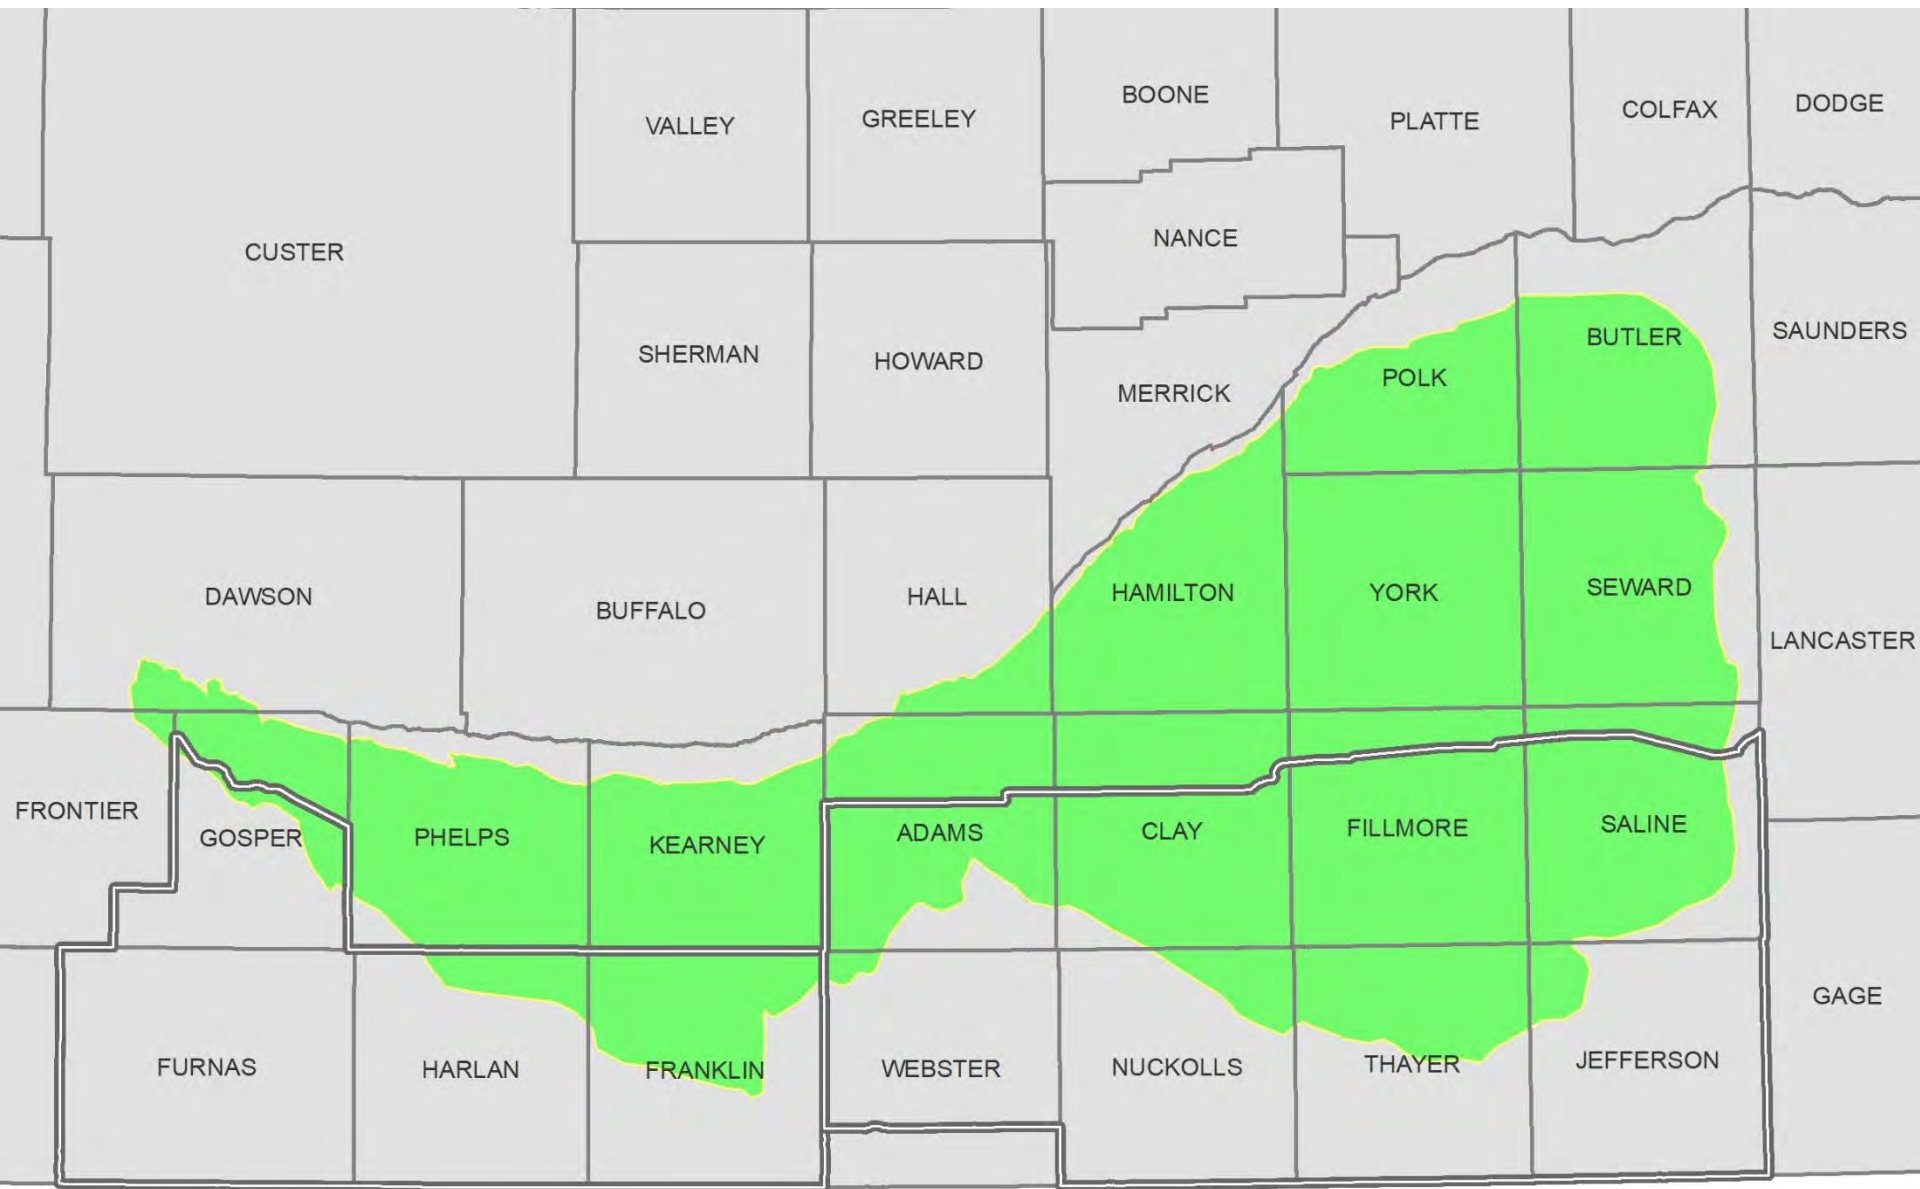 BOONE
DODGE
COLFAX
GREELEY
PLATTE
VALLEY
NANCE
CUSTER
SAUNDERS
BUTLER
SHERMAN
HOWARD
POLK
MERRICK
SEWARD
HAMILTON
YORK
DAWSON
HALL
BUFFALO
LANCASTER
FRONTIER
SALINE
FILLMORE
CLAY
ADAMS
GOSPER
PHELPS
KEARNEY
GAGE
JEFFERSON
THAYER
FURNAS
NUCKOLLS
WEBSTER
HARLAN
FRANKLIN